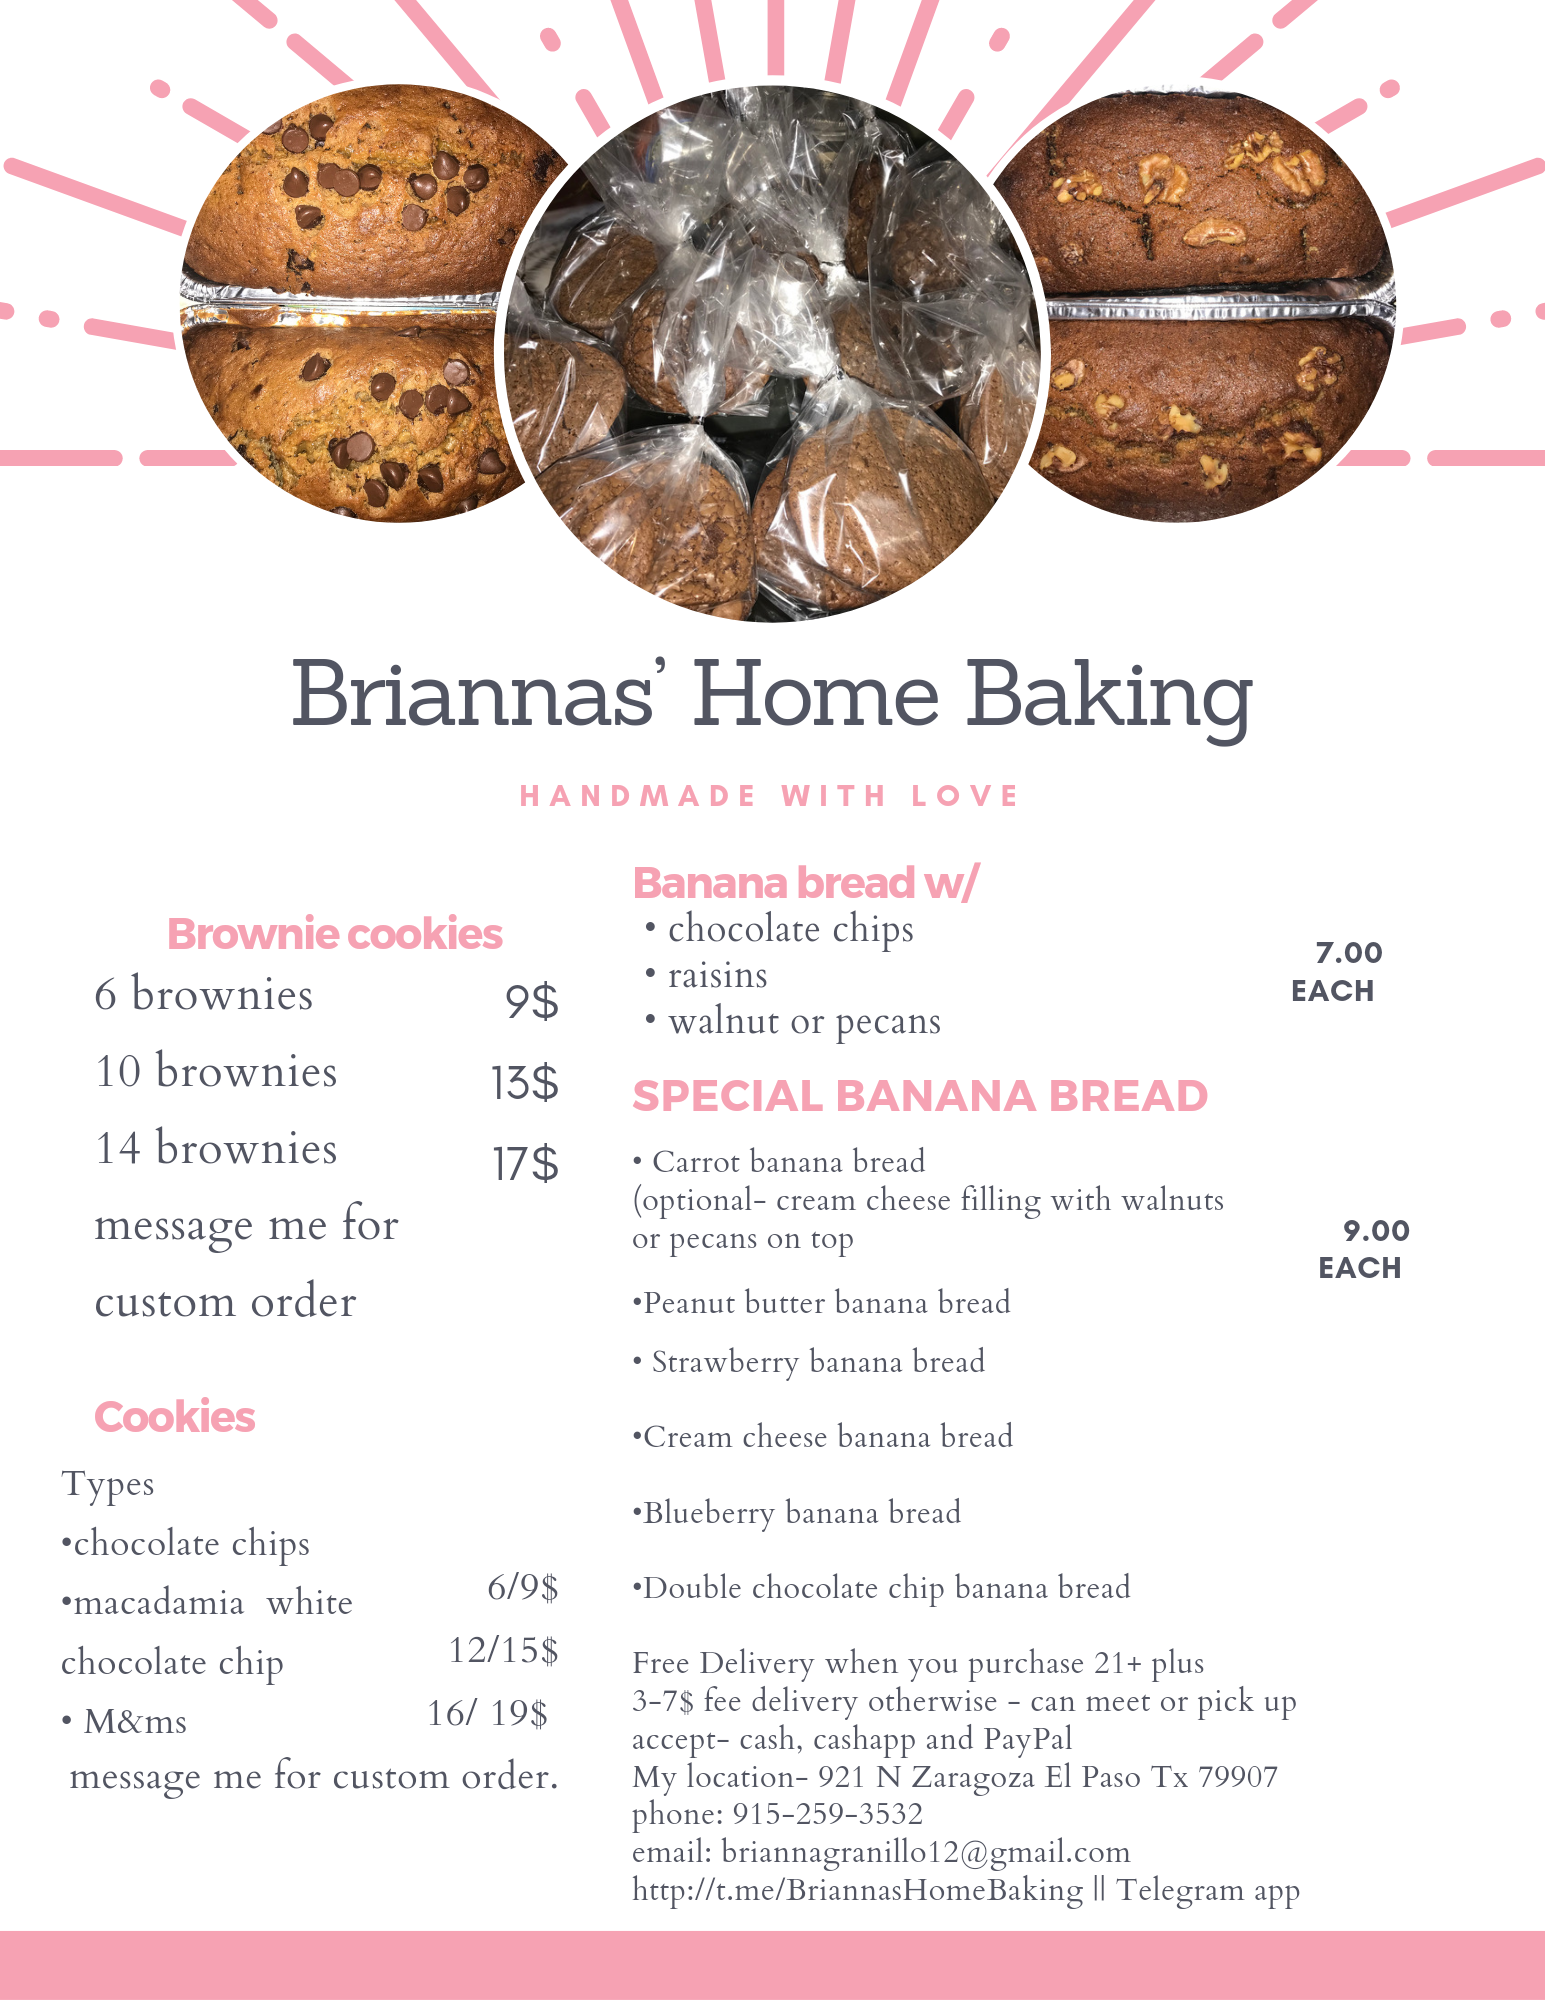 Briannas’ Home Baking
HANDMADE WITH LOVE
Brownie cookies
6 brownies 9$
10 brownies 13$
14 brownies 17$
message me for
custom order
Cookies
Types
•chocolate chips
•macadamia white 6/9$
chocolate chip 12/15$
• M&ms 16/ 19$
message me for custom order.
Banana bread w/
• chocolate chips
• raisins
• walnut or pecans
7.00
EACH
SPECIAL BANANA BREAD
• Carrot banana bread
(optional- cream cheese filling with walnuts
or pecans on top
9.00
EACH
•Peanut butter banana bread
• Strawberry banana bread
•Cream cheese banana bread
•Blueberry banana bread
•Double chocolate chip banana bread
Free Delivery when you purchase 21+ plus
3-7$ fee delivery otherwise - can meet or pick up
accept- cash, cashapp and PayPal
My location- 921 N Zaragoza El Paso Tx 79907
phone: 915-259-3532
email: briannagranillo12@gmail.com
http://t.me/BriannasHomeBaking || Telegram app